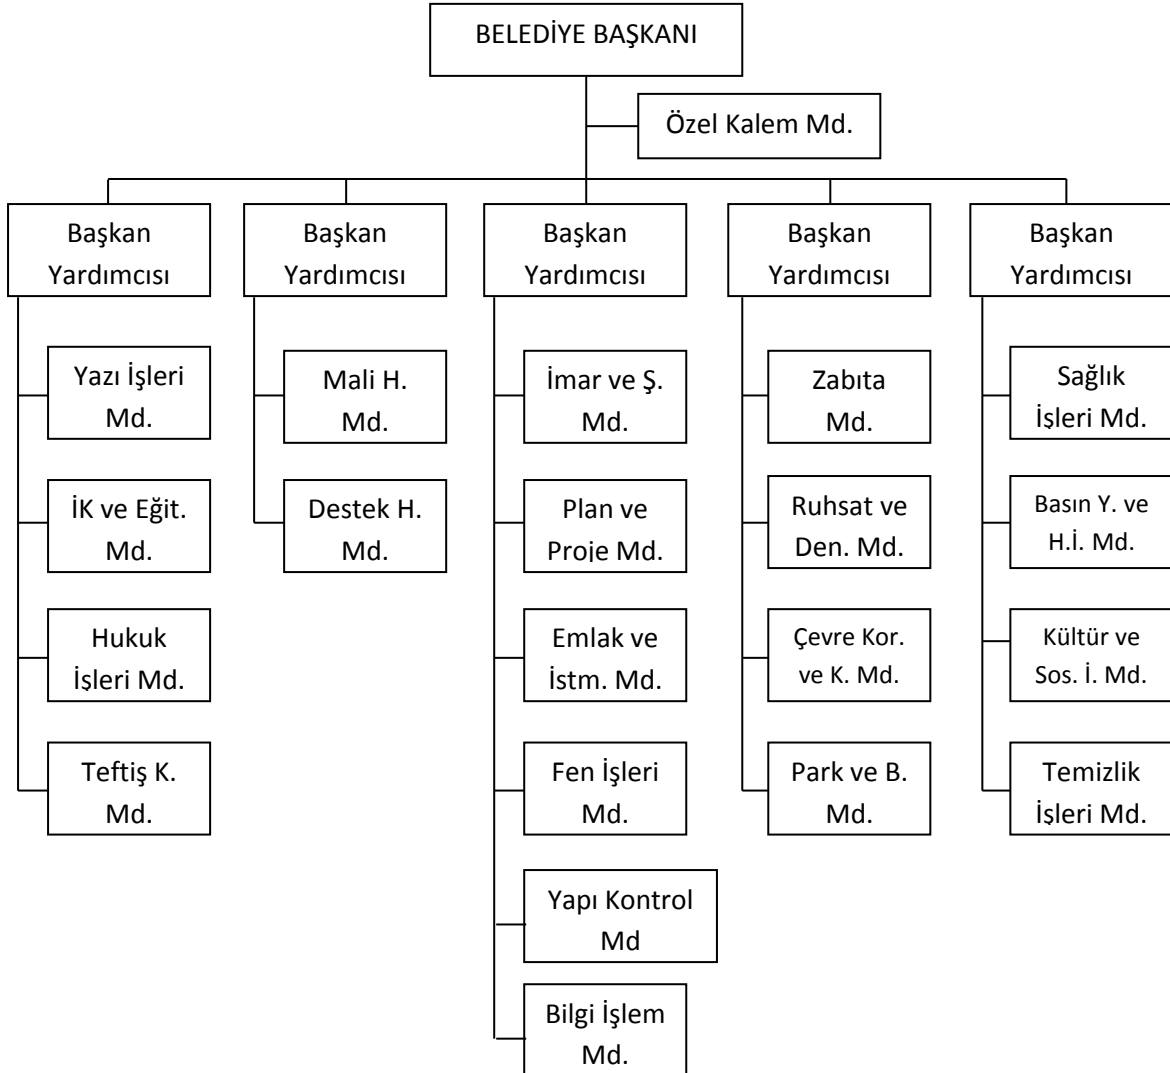 BELEDİYE BAŞKANI
Özel Kalem Md.
Başkan
Yardımcısı
Başkan
Yardımcısı
Başkan
Yardımcısı
Başkan
Yardımcısı
Başkan
Yardımcısı
Yazı İşleri
Md.
Mali H.
Md.
İmar ve Ş.
Md.
Zabıta
Md.
Sağlık
İşleri Md.
İK ve Eğit.
Md.
Destek H.
Md.
Plan ve
Proje Md.
Ruhsat ve
Den. Md.
Basın Y. ve
H.İ. Md.
Hukuk
İşleri Md.
Emlak ve
İstm. Md.
Çevre Kor.
ve K. Md.
Kültür ve
Sos. İ. Md.
Teftiş K.
Md.
Fen İşleri
Md.
Park ve B.
Md.
Temizlik
İşleri Md.
Yapı Kontrol
Md
Bilgi İşlem
Md.